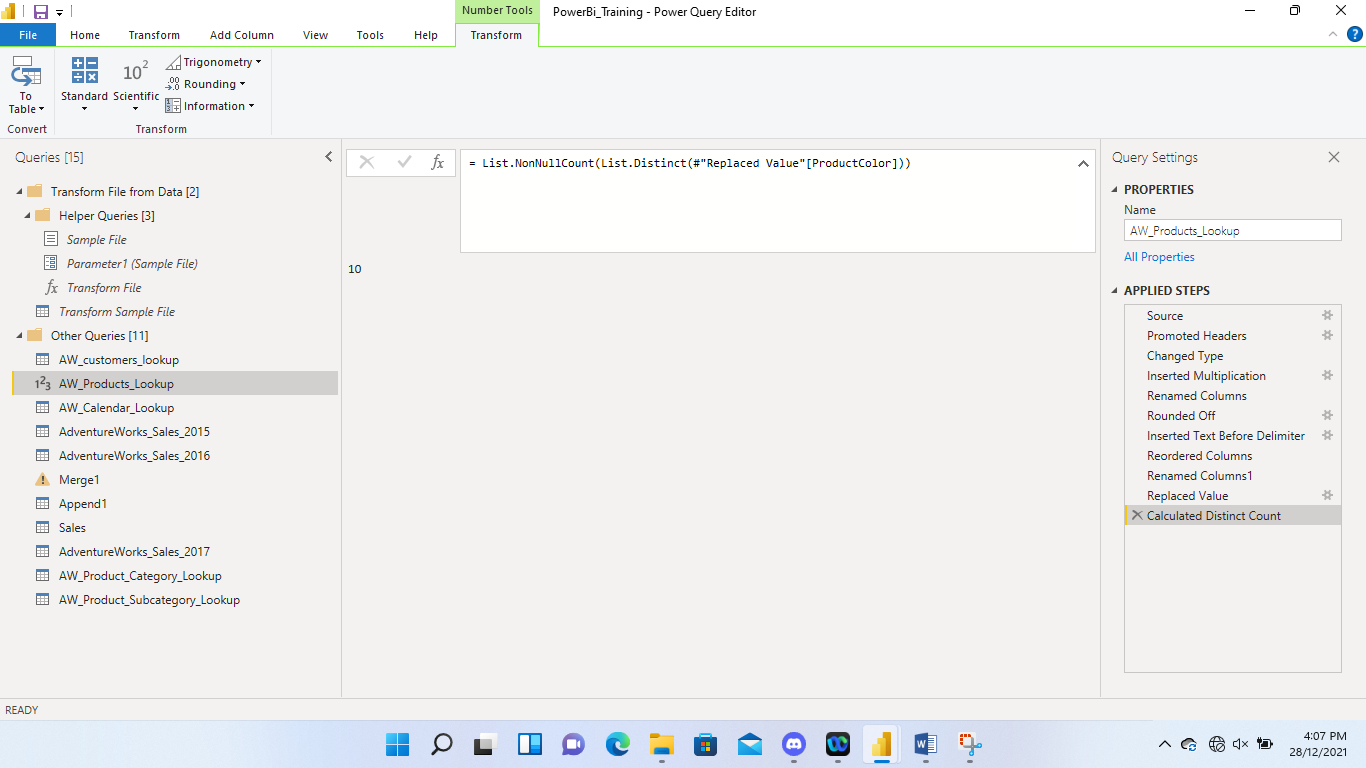 Number Tools
PowerBi_Training - Power Query Editor
File Home Transform Add Column View Tools Help Transform
To Table
Standard
Scientific
10²
Trigonometry
.00 Rounding
Information
Convert
Transform
Queries [15]
Transform File from Data [2]
Helper Queries [3]
Sample File
Parameter1 (Sample File)
fx Transform File
Transform Sample File
Other Queries [11]
AW_customers_lookup
123 AW_Products_Lookup
AW_Calendar_Lookup
AdventureWorks_Sales_2015
AdventureWorks_Sales_2016
Merge1
Append1
Sales
AdventureWorks_Sales_2017
AW_Product_Category_Lookup
AW_Product_Subcategory_Lookup
fx
= List.NonNullCount(List.Distinct(#"Replaced Value"[ProductColor]))
10
Query Settings
PROPERTIES
Name
AW_Products_Lookup
All Properties
APPLIED STEPS
Source
Promoted Headers
Changed Type
Inserted Multiplication
Renamed Columns
Rounded Off
Inserted Text Before Delimiter
Reordered Columns
Renamed Columns1
Replaced Value
Calculated Distinct Count
READY
4:07 PM
28/12/2021